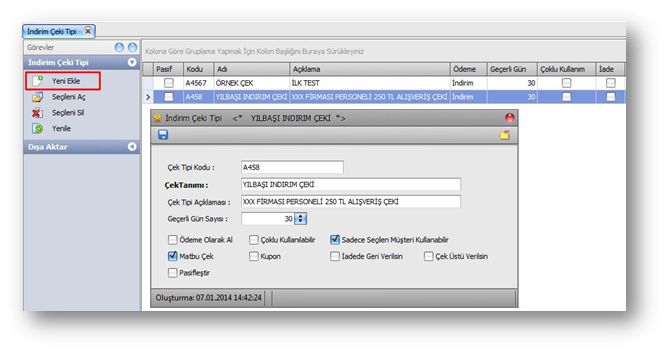 İndirim Çeki Tipi
Görevler
İndirim Çeki Tipi
Yeni Ekle
Seçileni Aç
Seçileni Sil
Yenile
Dışa Aktar
Kolona Göre Gruplama Yapmak İçin Kolon Başlığını Buraya Sürükleyiniz
Pasif Kodu Adı Açıklama Ödeme Geçerli Gün Çoklu Kullanım İade
A4567 ÖRNEK ÇEK İLK TEST İndirim 30
A458 YILBAŞI INDIRIM ÇEKİ XXX FİRMASI PERSONELİ 250 TL ALIŞVERİŞ ÇEKİ İndirim 30
İndirim Çeki Tipi <* YILBAŞI INDIRIM ÇEKİ *>
Çek Tipi Kodu : A458
ÇekTanımı : YILBAŞI INDIRIM ÇEKİ
Çek Tipi Açıklaması : XXX FİRMASI PERSONELİ 250 TL ALIŞVERİŞ ÇEKİ
Geçerli Gün Sayısı : 30
Ödeme Olarak Al Çoklu Kullanılabilir Sadece Seçilen Müşteri Kullanabilir
Matbu Çek Kupon İadede Geri Verilsin Çek Üstü Verilsin
Pasifleştir
Oluşturma: 07.01.2014 14:42:24